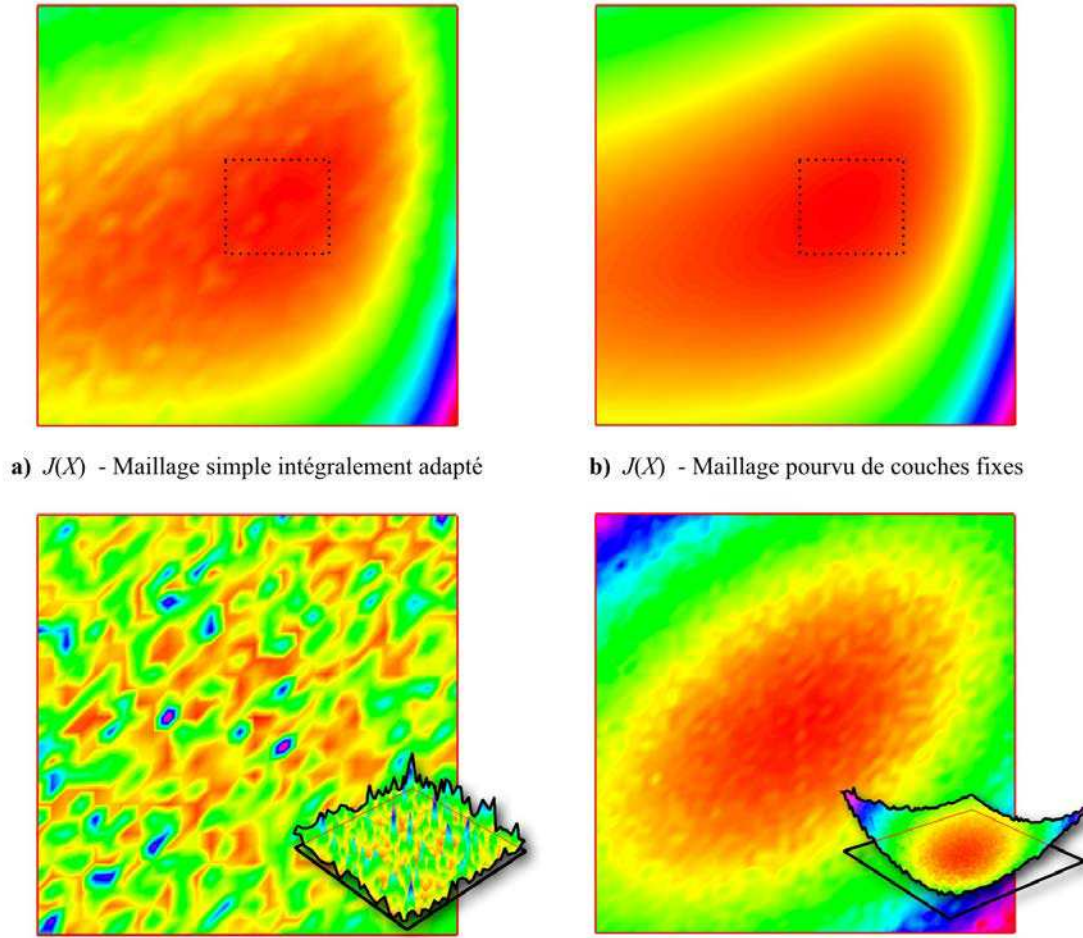 a) J(X) - Maillage simple intégralement adapté
b) J(X) - Maillage pourvu de couches fixes